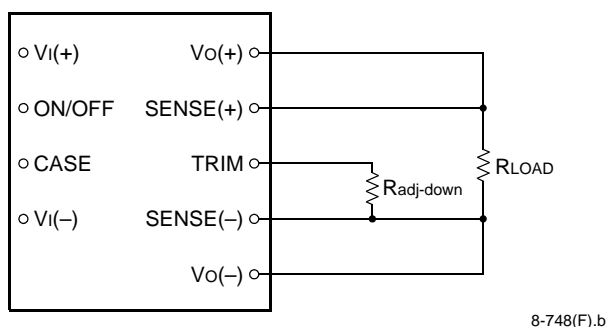 VI(+) VO(+)
ON/OFF SENSE(+)
CASE TRIM
Radj-down
RLOAD
VI(–) SENSE(–)
VO(–)
8-748(F).b